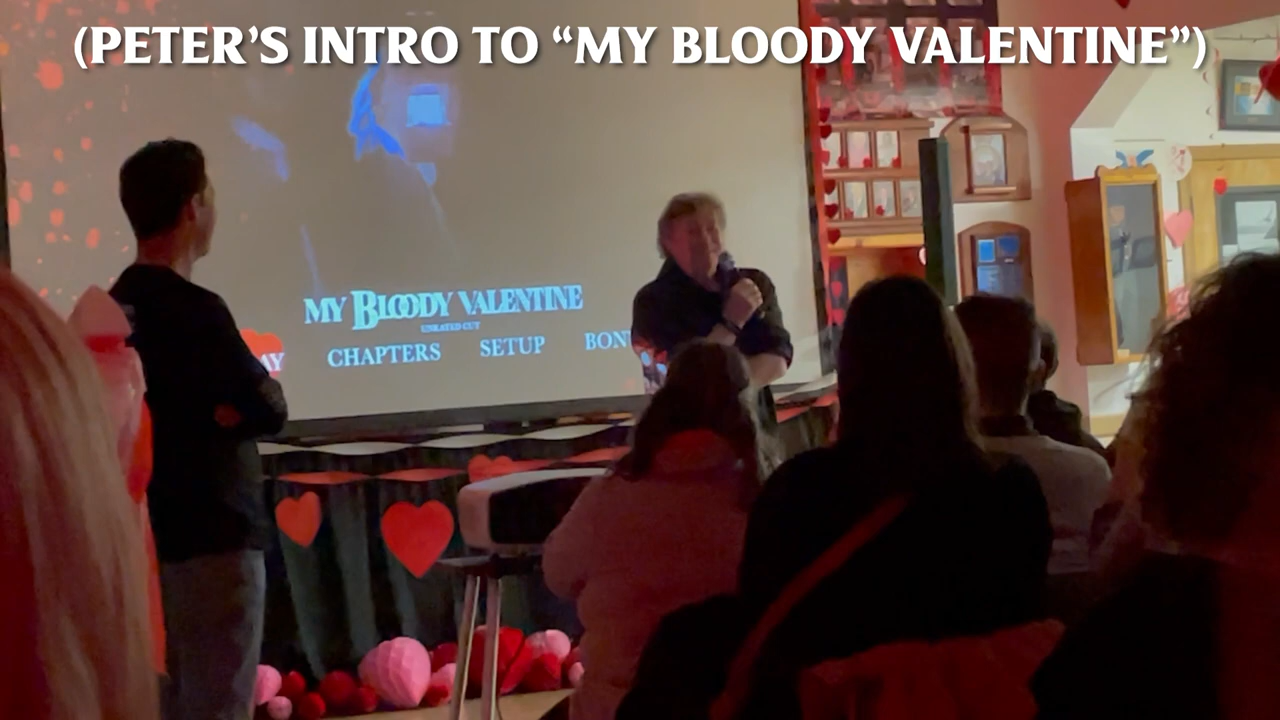 (PETER'S INTRO TO “MY BLOODY VALENTINE”)
MY BLOODY VALENTINE
UNRATED CUT
CHAPTERS SETUP